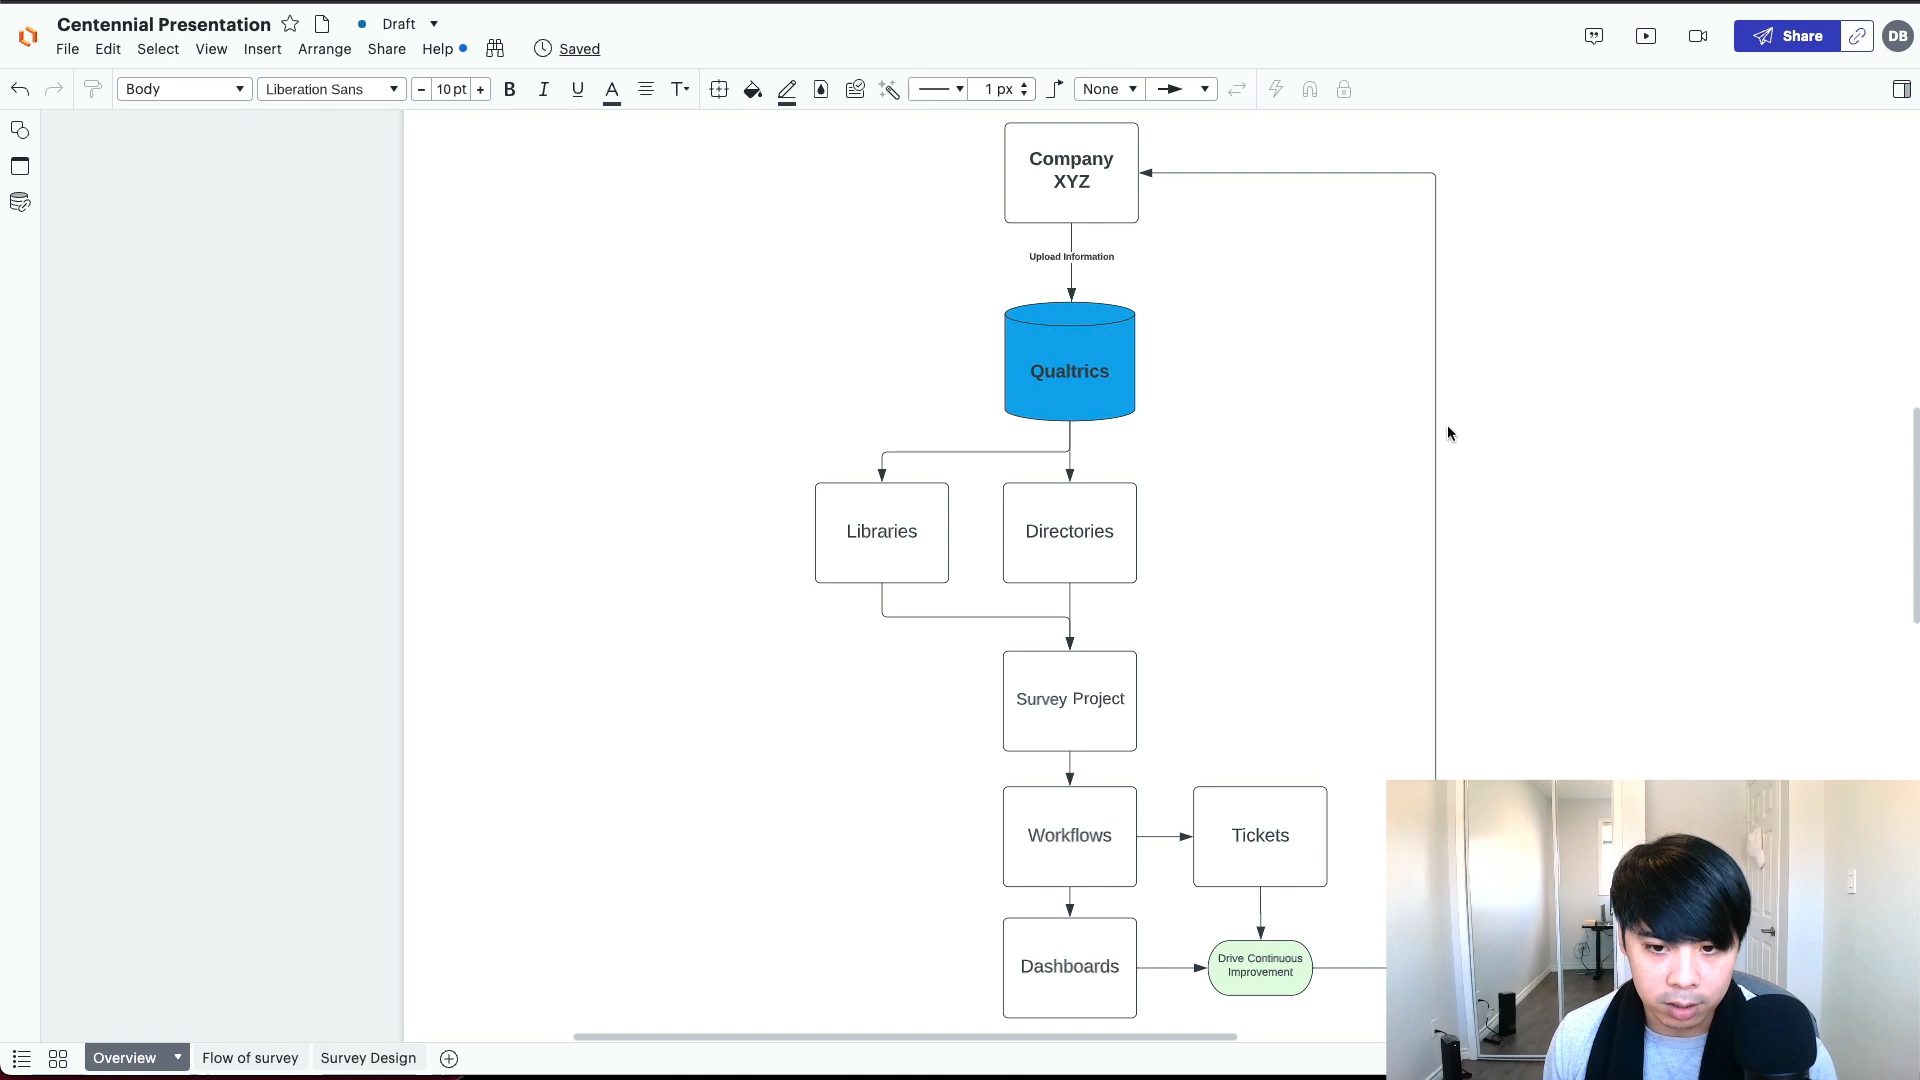 Centennial Presentation
Draft
File Edit Select View Insert Arrange Share Help
Saved
Share
DB
Body
Liberation Sans
- 10 pt +
B I U A
T
1 px
None
Company
XYZ
Upload Information
Qualtrics
Libraries
Directories
Survey Project
Workflows
Tickets
Dashboards
Drive Continuous
Improvement
Overview
Flow of survey
Survey Design